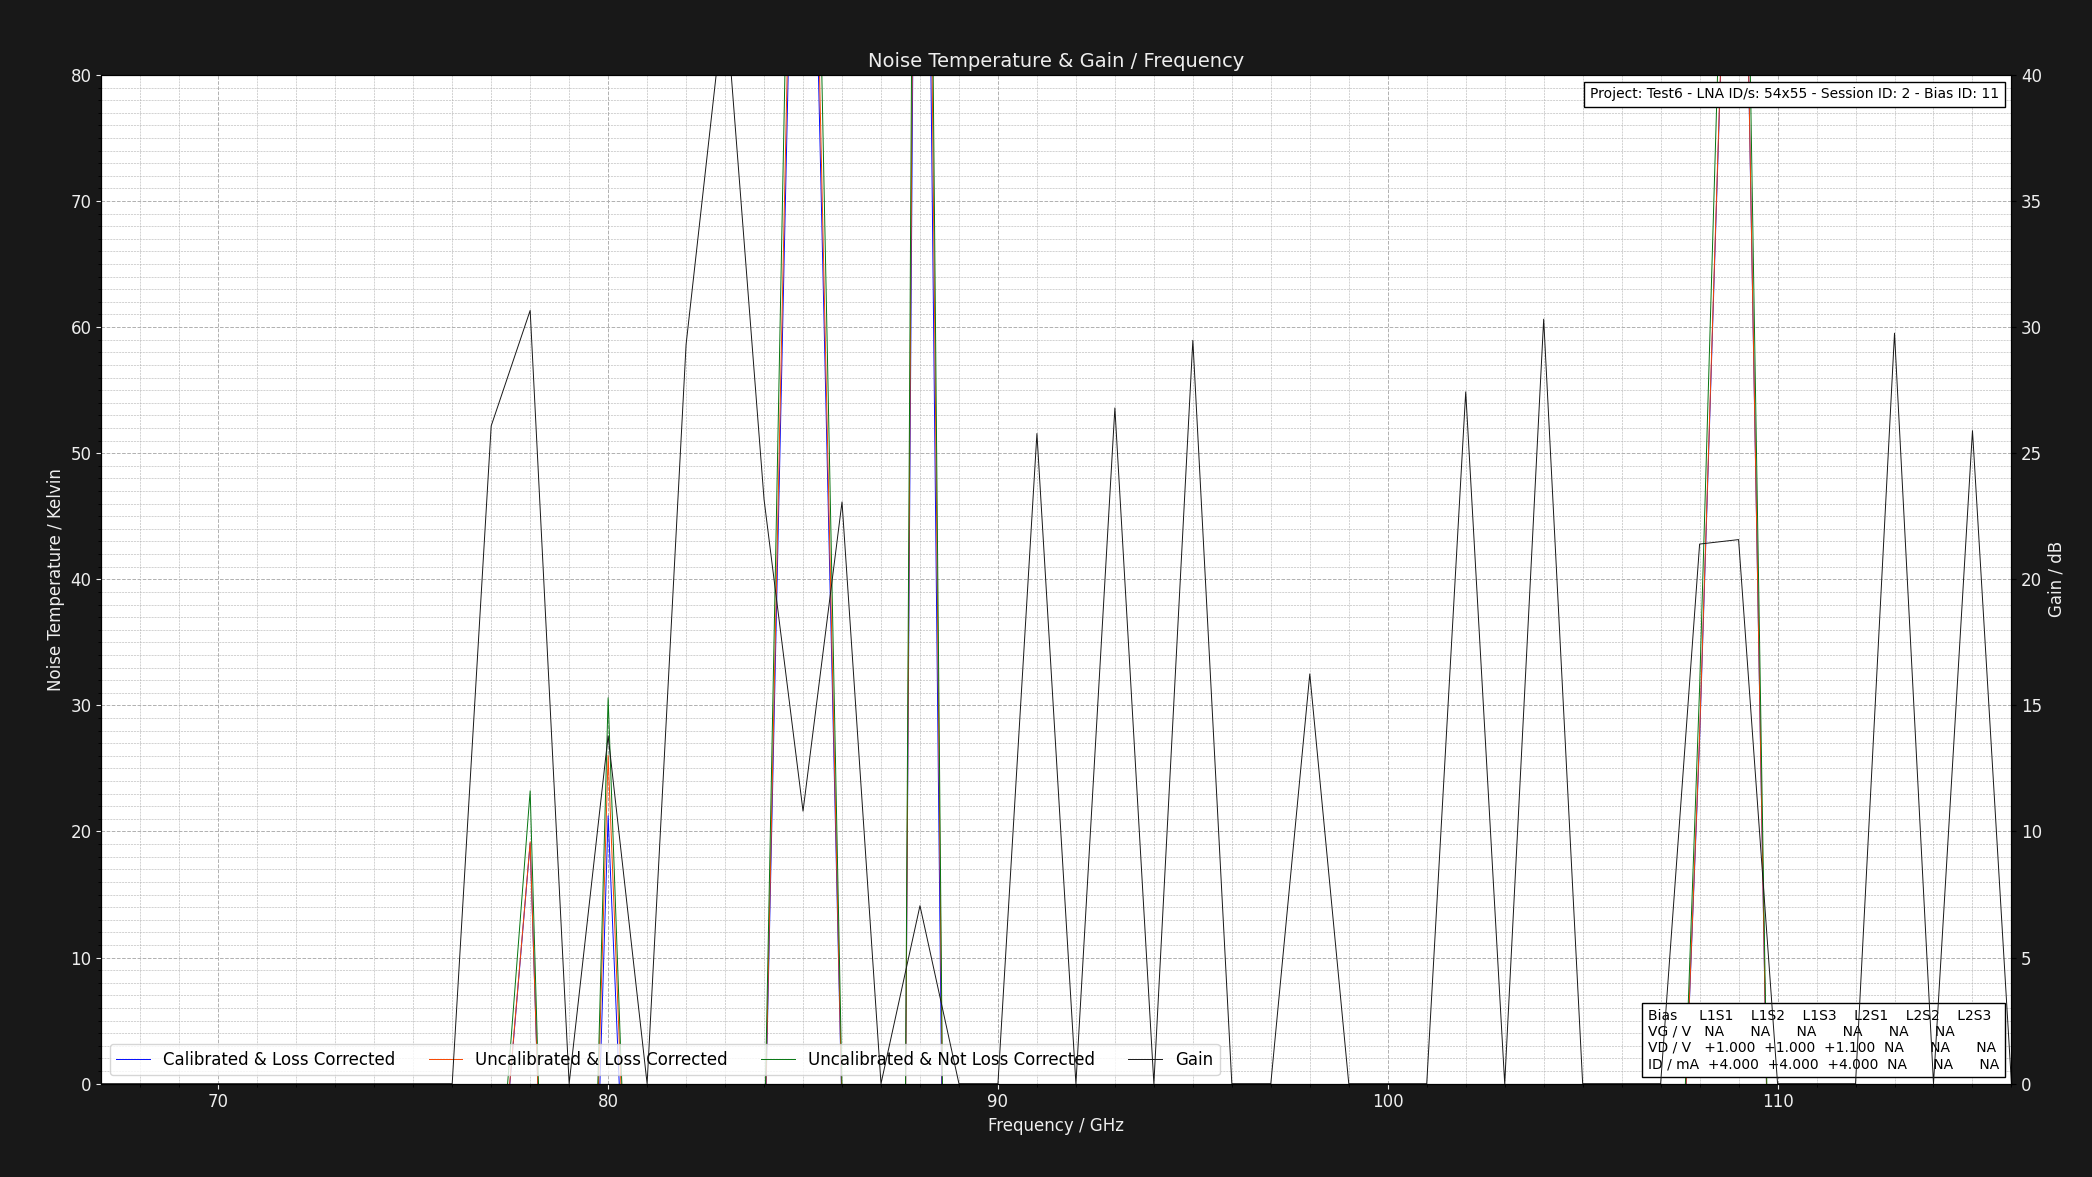 Noise Temperature & Gain / Frequency
Project: Test6 - LNA ID/s: 54x55 - Session ID: 2 - Bias ID: 11
80
70
60
50
40
30
20
10
0
Noise Temperature / Kelvin
40
35
30
25
20
15
10
5
0
Gain / dB
Bias L1S1 L1S2 L1S3 L2S1 L2S2 L2S3
VG / V NA NA NA NA NA NA
VD / V +1.000 +1.000 +1.100 NA NA NA
ID / mA +4.000 +4.000 +4.000 NA NA NA
Calibrated & Loss Corrected Uncalibrated & Loss Corrected Uncalibrated & Not Loss Corrected Gain
70 80 90 100 110
Frequency / GHz